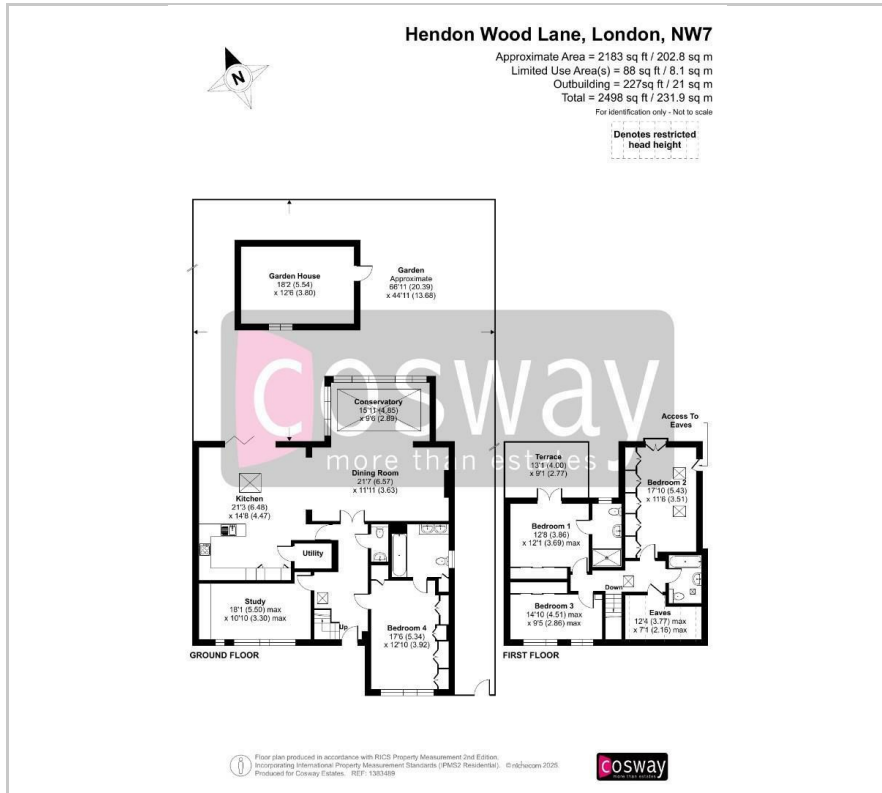 Hendon Wood Lane, London, NW7
Approximate Area = 2183 sq ft / 202.8 sq m
Limited Use Area(s) = 88 sq ft / 8.1 sq m
Outbuilding = 227sq ft / 21 sq m
Total = 2498 sq ft / 231.9 sq m
For identification only - Not to scale
Denotes restricted
head height
N
Garden House
18'2 (5.54)
x 12'6 (3.80)
Garden
Approximate
66'11 (20.39)
x 44'11 (13.68)
cosway
more than estates
Conservatory
15'11 (4.85)
x 9'6 (2.89)
Dining Room
21'7 (6.57)
x 11'11 (3.63)
Kitchen
21'3 (6.48)
x 14'8 (4.47)
Utility
Study
18'1 (5.50) max
x 10'10 (3.30) max
Up
Bedroom 4
17'6 (5.34)
x 12'10 (3.92)
GROUND FLOOR
Access To
Eaves
Terrace
13'1 (4.00)
x 9'1 (2.77)
Bedroom 2
17'10 (5.43)
x 11'6 (3.51)
Bedroom 1
12'8 (3.86)
x 12'1 (3.69) max
Down
Bedroom 3
14'10 (4.51) max
x 9'5 (2.86) max
Eaves
12'4 (3.77) max
x 7'1 (2.16) max
FIRST FLOOR
Floor plan produced in accordance with RICS Property Measurement 2nd Edition,
Incorporating International Property Measurement Standards (IPMS2 Residential). © nichecom 2025.
Produced for Cosway Estates. REF: 1383489
cosway
more than estates